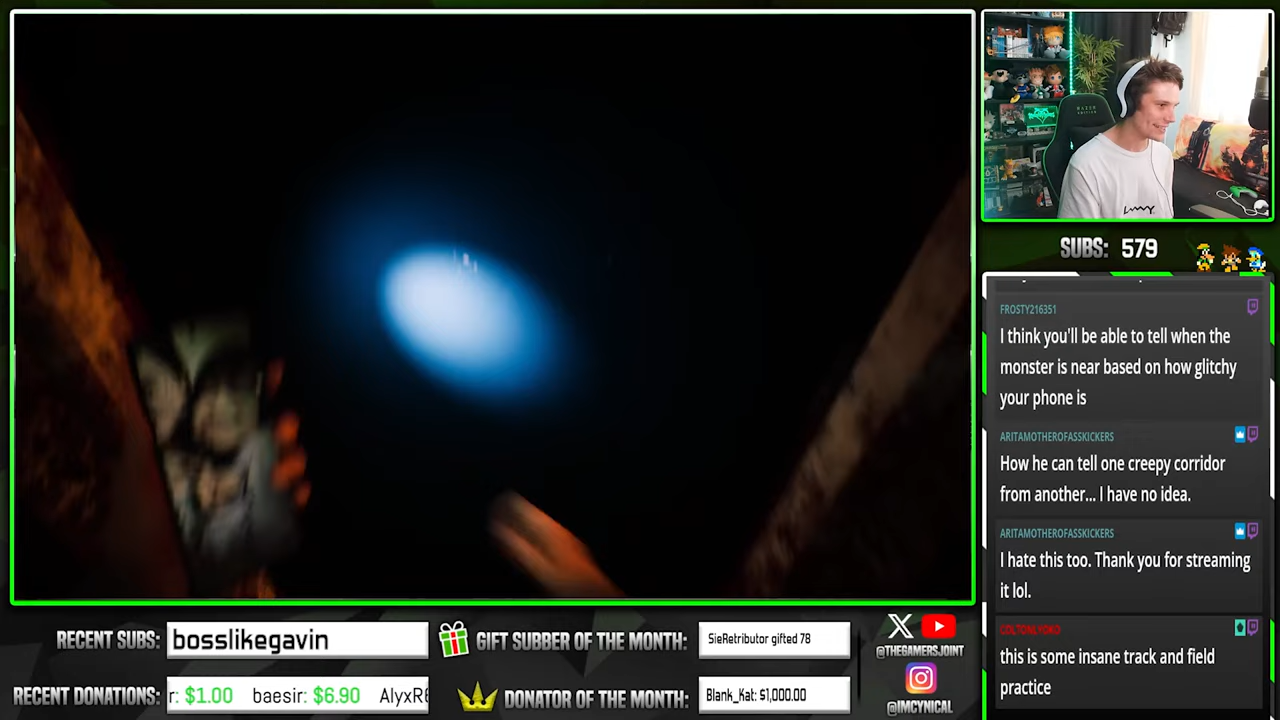 SUBS: 579
FROSTY216351
I think you'll be able to tell when the
monster is near based on how glitchy
your phone is
ARITAMOTHEROFASSKICKERS
How he can tell one creepy corridor
from another... I have no idea.
ARITAMOTHEROFASSKICKERS
I hate this too. Thank you for streaming
it lol.
COLTONLYOKO
this is some insane track and field
practice
RECENT SUBS: bosslikegavin
GIFT SUBBER OF THE MONTH: SieRetributor gifted 78
@THEGAMERSJOINT
RECENT DONATIONS: r: $1.00 baesir: $6.90 AlyxR
DONATOR OF THE MONTH: Blank_Kat: $1,000.00
@IMCYNICAL